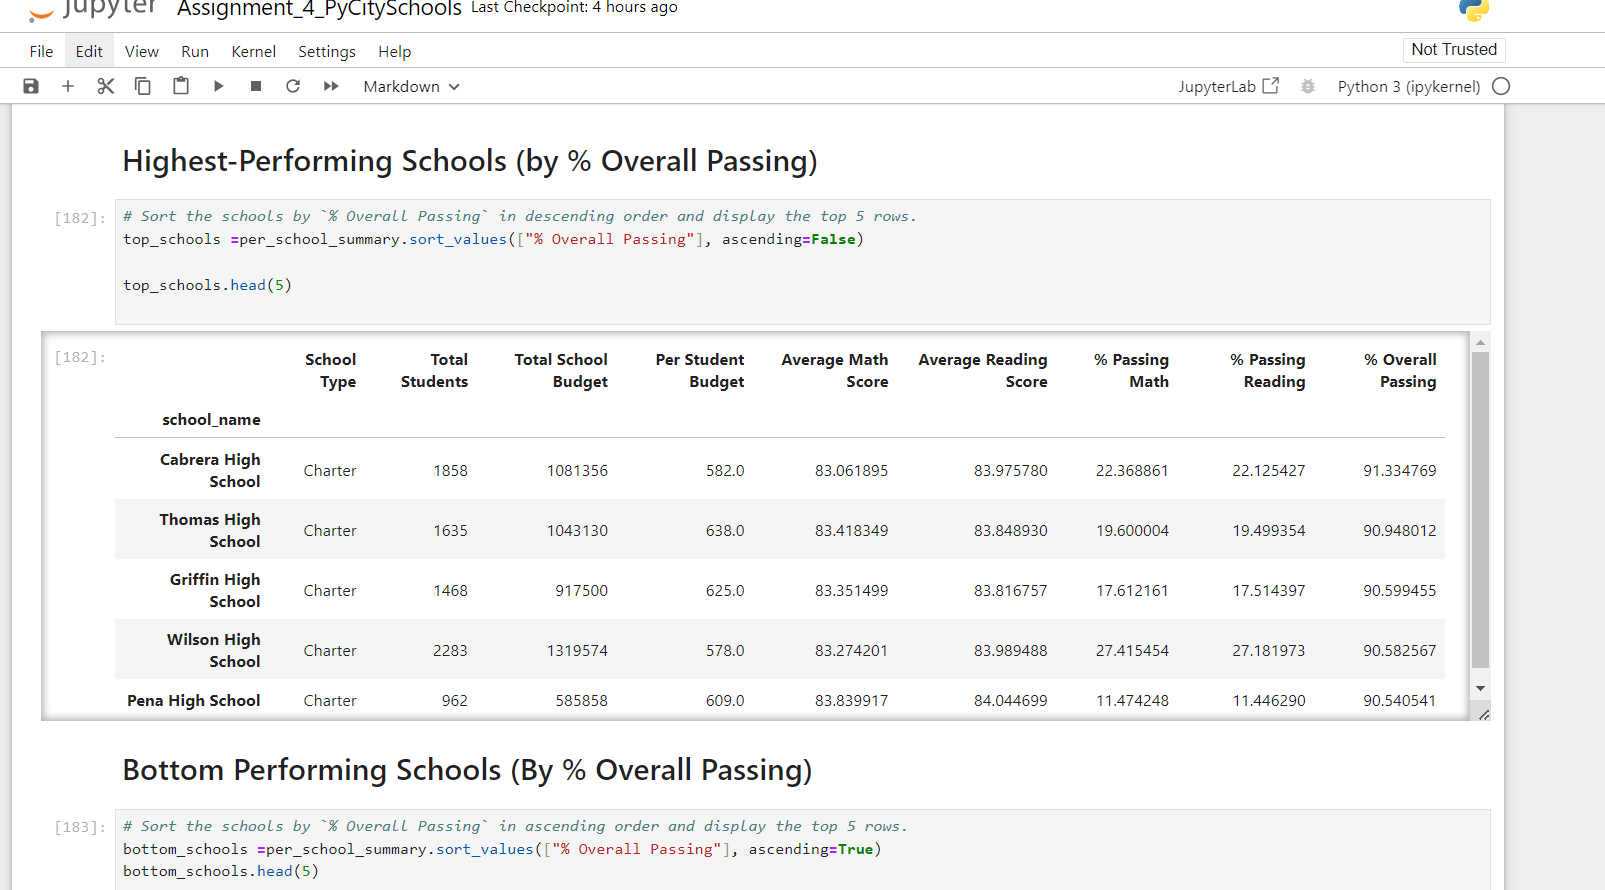 jupyter Assignment_4_PyCitySchools Last Checkpoint: 4 hours ago
File Edit View Run Kernel Settings Help Not Trusted
Markdown JupyterLab Python 3 (ipykernel)
Highest-Performing Schools (by % Overall Passing)
[182]: # Sort the schools by `% Overall Passing` in descending order and display the top 5 rows.
top_schools =per_school_summary.sort_values(["% Overall Passing"], ascending=False)
top_schools.head(5)
[182]: School Total Total School Per Student Average Math Average Reading % Passing % Passing % Overall
Type Students Budget Budget Score Score Math Reading Passing
school_name
Cabrera High
School Charter 1858 1081356 582.0 83.061895 83.975780 22.368861 22.125427 91.334769
Thomas High
School Charter 1635 1043130 638.0 83.418349 83.848930 19.600004 19.499354 90.948012
Griffin High
School Charter 1468 917500 625.0 83.351499 83.816757 17.612161 17.514397 90.599455
Wilson High
School Charter 2283 1319574 578.0 83.274201 83.989488 27.415454 27.181973 90.582567
Pena High School Charter 962 585858 609.0 83.839917 84.044699 11.474248 11.446290 90.540541
Bottom Performing Schools (By % Overall Passing)
[183]: # Sort the schools by `% Overall Passing` in ascending order and display the top 5 rows.
bottom_schools =per_school_summary.sort_values(["% Overall Passing"], ascending=True)
bottom_schools.head(5)